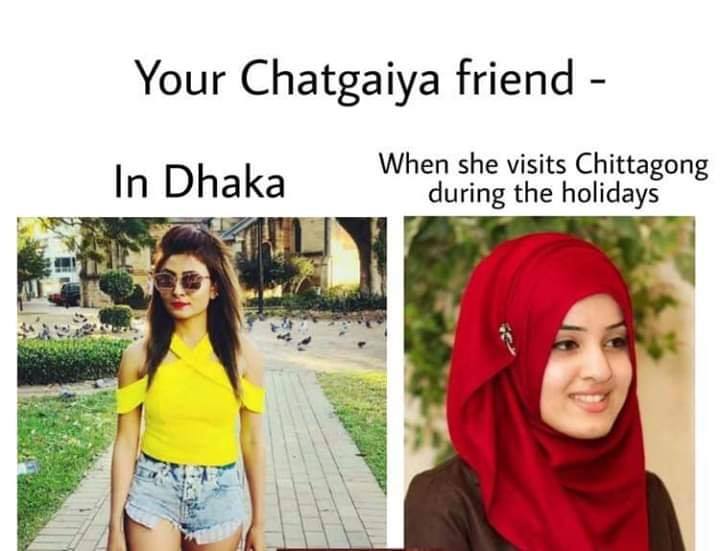 Your Chatgaiya friend -
In Dhaka
When she visits Chittagong
during the holidays